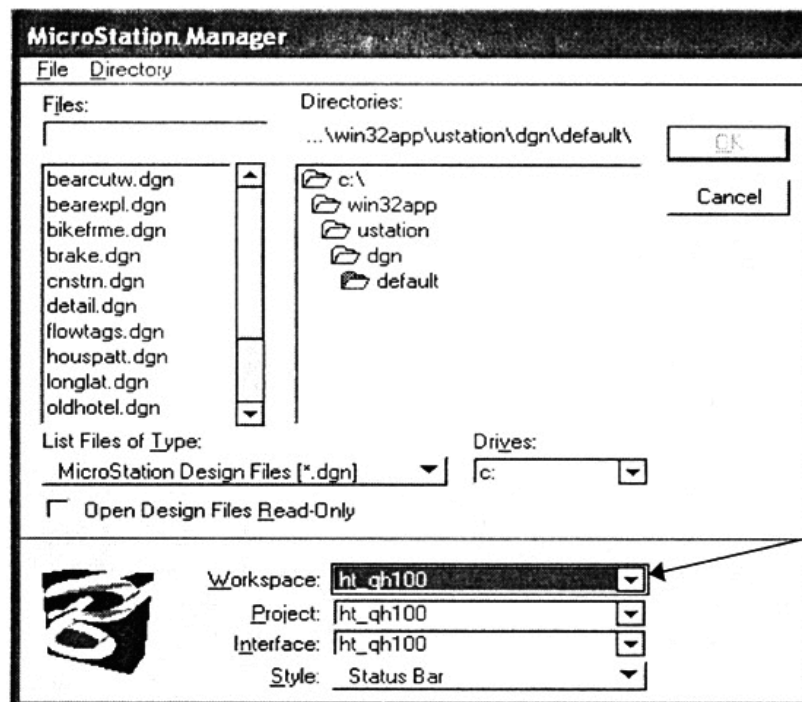 MicroStation Manager
File Directory
Files:
Directories:
...\win32app\ustation\dgn\default\
OK
Cancel
bearcutw.dgn
bearexpl.dgn
bikefrme.dgn
brake.dgn
cnstrn.dgn
detail.dgn
flowtags.dgn
houspatt.dgn
longlat.dgn
oldhotel.dgn
c:\
win32app
ustation
dgn
default
List Files of Type:
MicroStation Design Files [*.dgn]
Drives:
c:
Open Design Files Read-Only
Workspace: ht_qh100
Project: ht_qh100
Interface: ht_qh100
Style: Status Bar